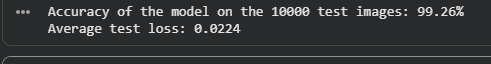 Accuracy of the model on the 10000 test images: 99.26%
Average test loss: 0.0224